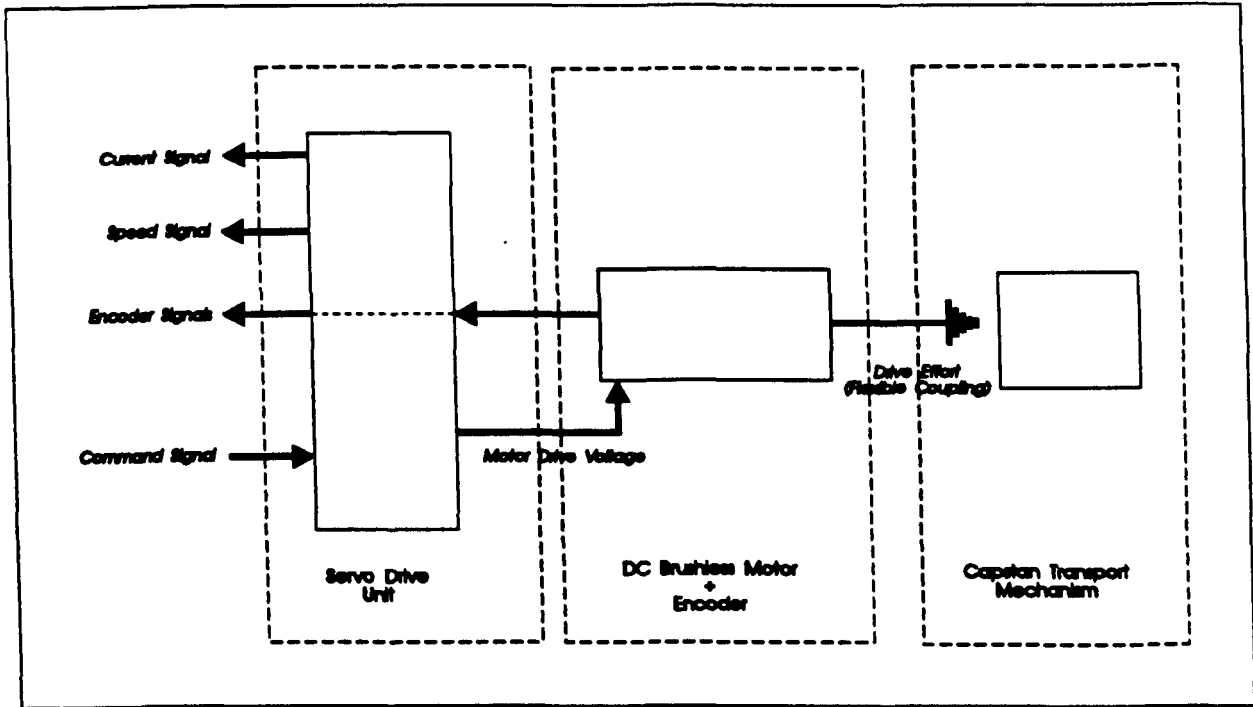 Current Signal
Speed Signal
Encoder Signals
Command Signal
Motor Drive Voltage
Drive Effort
(Flexible Coupling)
Servo Drive
Unit
DC Brushless Motor
+
Encoder
Capstan Transport
Mechanism